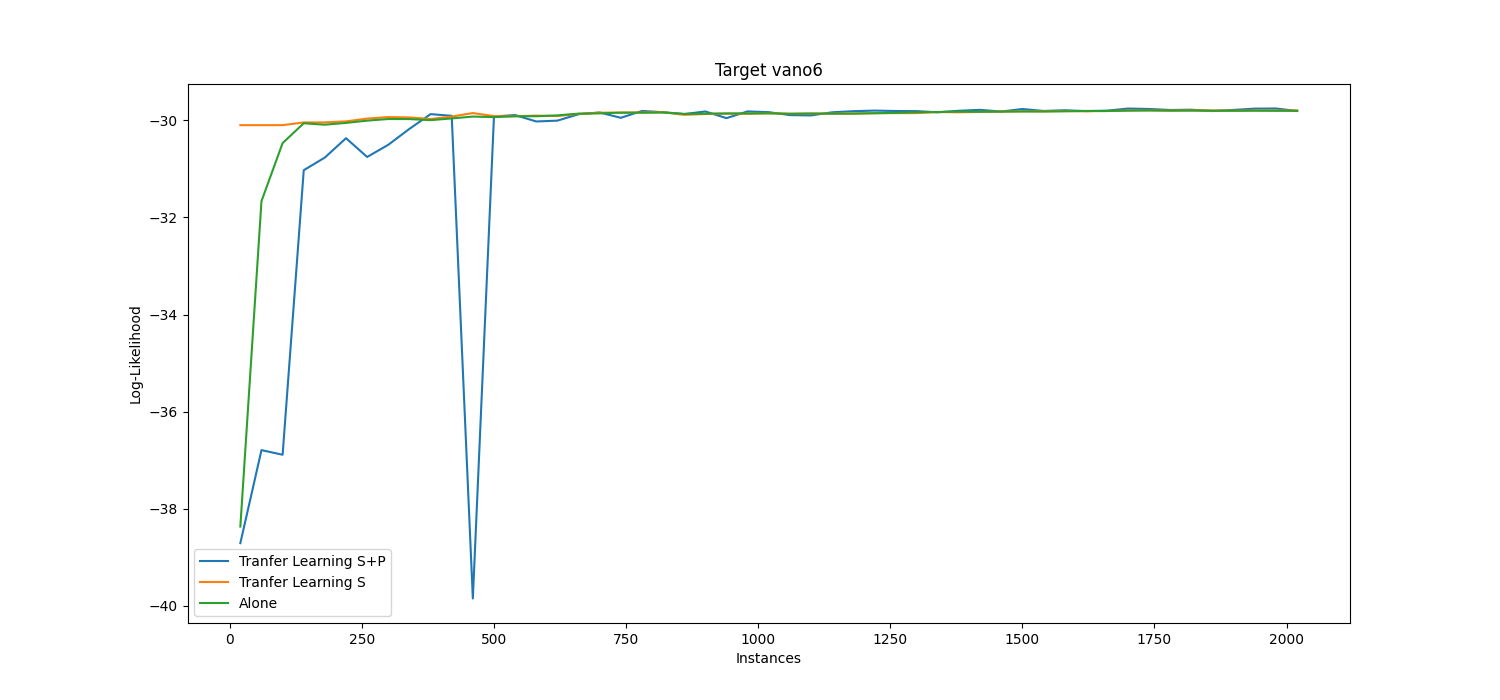 Target vano6
Log-Likelihood
−30
−32
−34
−36
−38
−40
Tranfer Learning S+P
Tranfer Learning S
Alone
0 250 500 750 1000 1250 1500 1750 2000
Instances